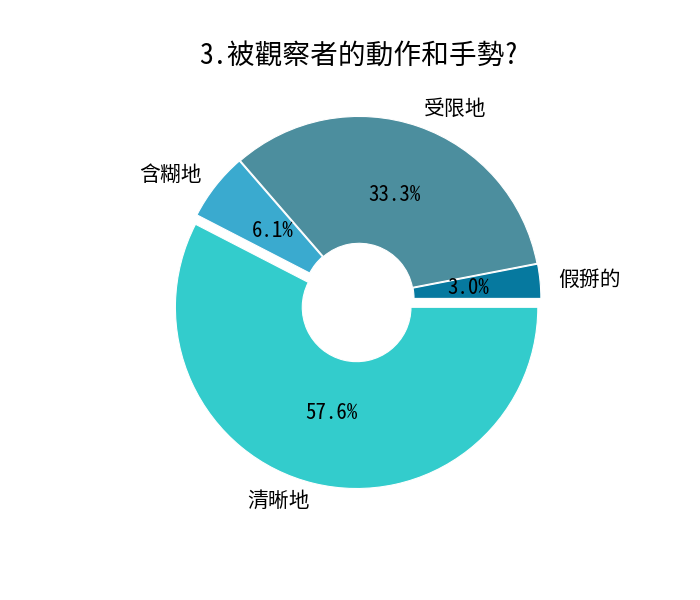 3.被觀察者的動作和手勢?
受限地
含糊地
33.3%
6.1%
假掰的
3.0%
57.6%
清晰地